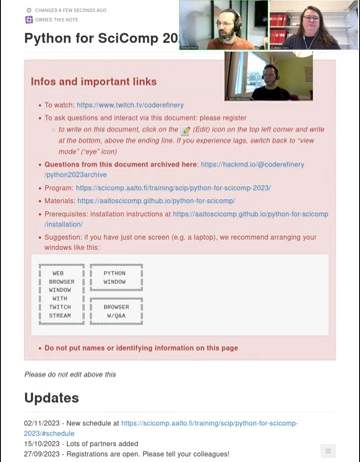 CHANGED A FEW SECONDS AGO
OWNED THIS NOTE
Python for SciComp 20
Infos and important links
• To watch: https://www.twitch.tv/coderefinery
• To ask questions and interact via this document: please register
◦ to write on this document, click on the (Edit) icon on the top left corner and write
at the bottom, above the ending line. If you experience lags, switch back to "view
mode" ("eye" icon)
• Questions from this document archived here: https://hackmd.io/@coderefinery
/python2023archive
• Program: https://scicomp.aalto.fi/training/scip/python-for-scicomp-2023/
• Materials: https://aaltoscicomp.github.io/python-for-scicomp/
• Prerequisites: installation instructions at https://aaltoscicomp.github.io/python-for-scicomp
/installation/
• Suggestion: if you have just one screen (e.g. a laptop), we recommend arranging your
windows like this:
WEB PYTHON
BROWSER WINDOW
WINDOW
WITH
TWITCH BROWSER
STREAM W/Q&A
• Do not put names or identifying information on this page
Please do not edit above this
Updates
02/11/2023 - New schedule at https://scicomp.aalto.fi/training/scip/python-for-scicomp-
2023/#schedule
15/10/2023 - Lots of partners added
27/09/2023 - Registrations are open. Please tell your colleagues!